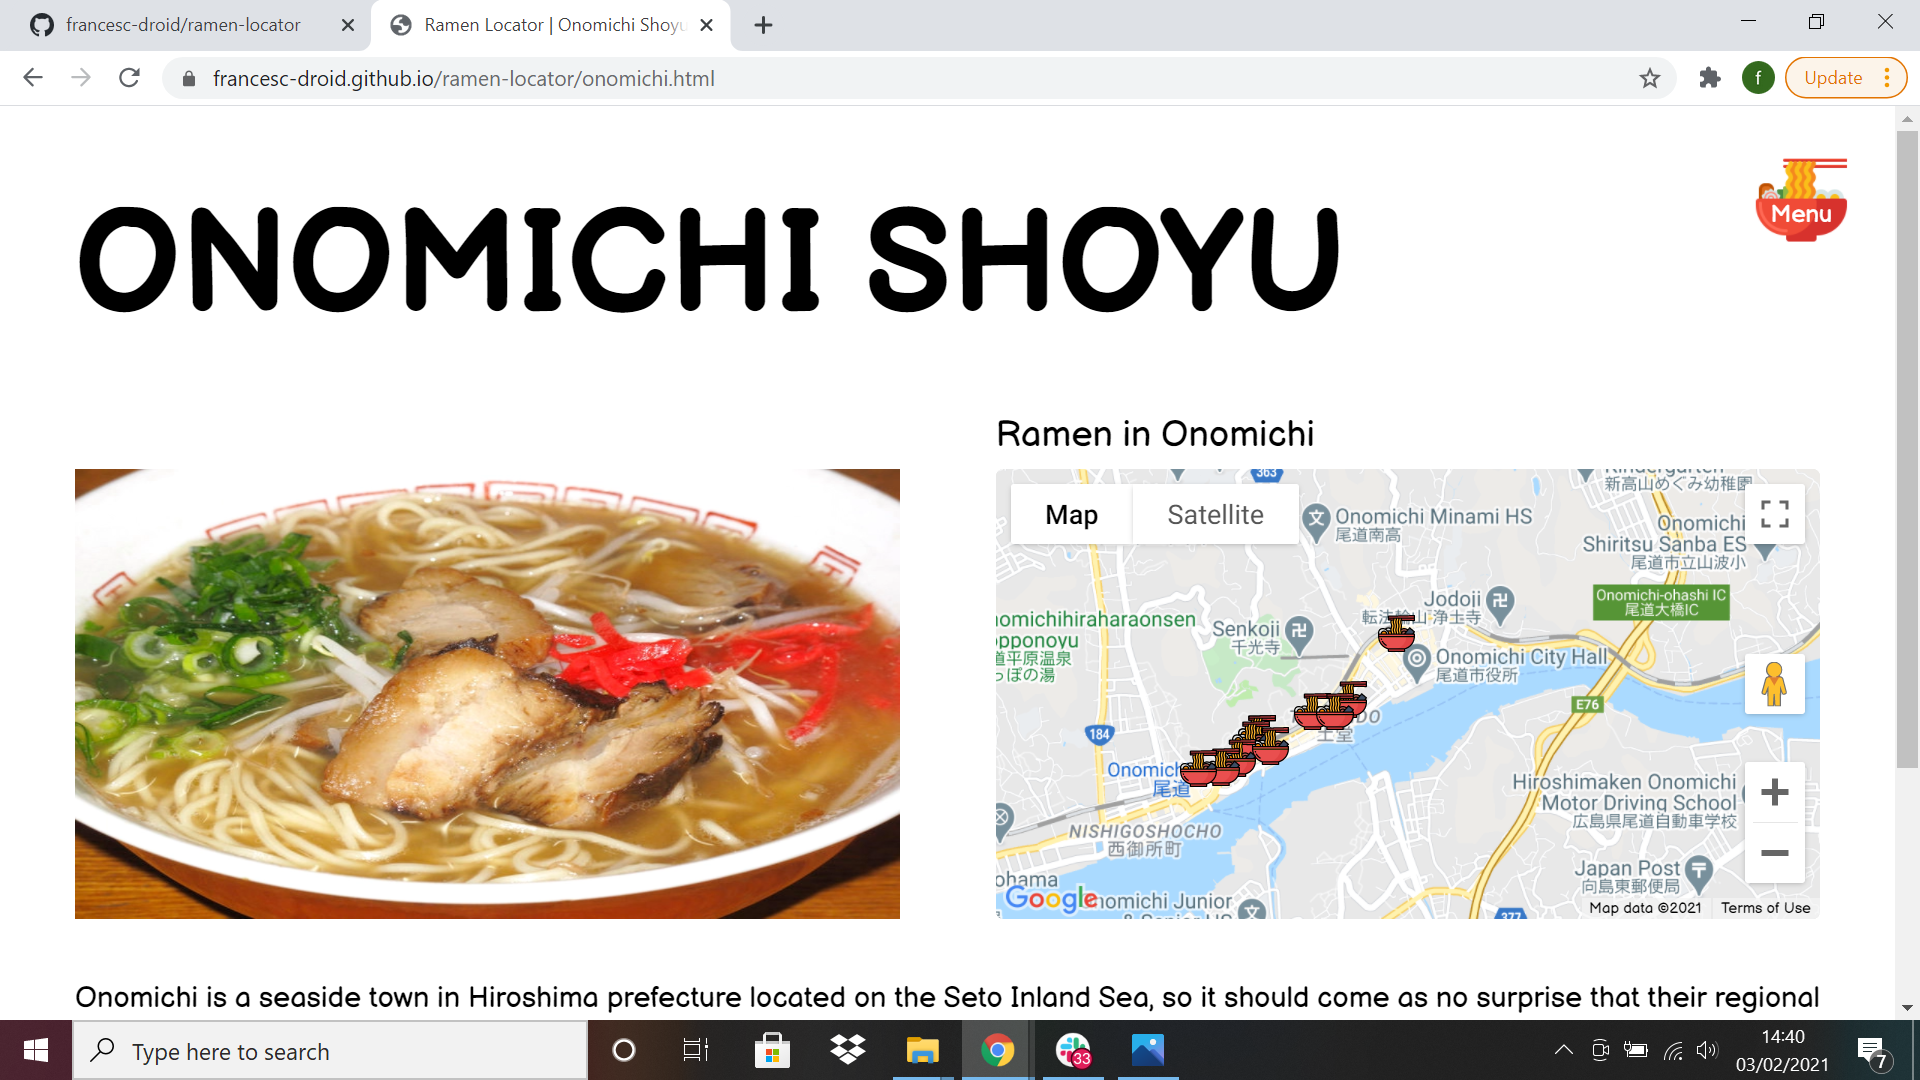 francesc-droid/ramen-locator
Ramen Locator | Onomichi Shoyu
francesc-droid.github.io/ramen-locator/onomichi.html
f
Update
Menu
ONOMICHI SHOYU
Ramen in Onomichi
Map
Satellite
363
新高山めぐみ幼稚園
Onomichi Minami HS
尾道南高
Onomichi
Shiritsu Sanba ES
尾道市立山波小
Onomichi-ohashi IC
尾道大橋IC
Jodoji
浄土寺
omichihiraharaonsen
opponoyu
道平原温泉
っぽの湯
Senkoji
千光寺
Onomichi City Hall
尾道市役所
E76
184
土堂
Onomic
尾道
Hiroshimaken Onomichi
Motor Driving School
広島県尾道自動車学校
NISHIGOSHOCHO
西御所町
Japan Post
向島東郵便局
ohama
Google
nomichi Junior
377
Map data ©2021
Terms of Use
Onomichi is a seaside town in Hiroshima prefecture located on the Seto Inland Sea, so it should come as no surprise that their regional
Type here to search
33
14:40
03/02/2021
7